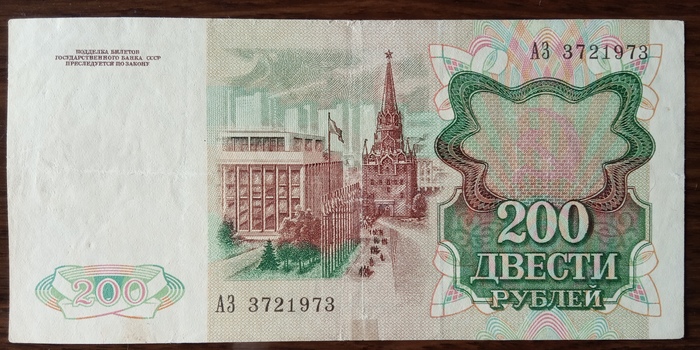 ПОДДЕЛКА БИЛЕТОВ
ГОСУДАРСТВЕННОГО БАНКА СССР
ПРЕСЛЕДУЕТСЯ ПО ЗАКОНУ
АЗ 3721973
200
ДВЕСТИ
РУБЛЕЙ
200
АЗ 3721973